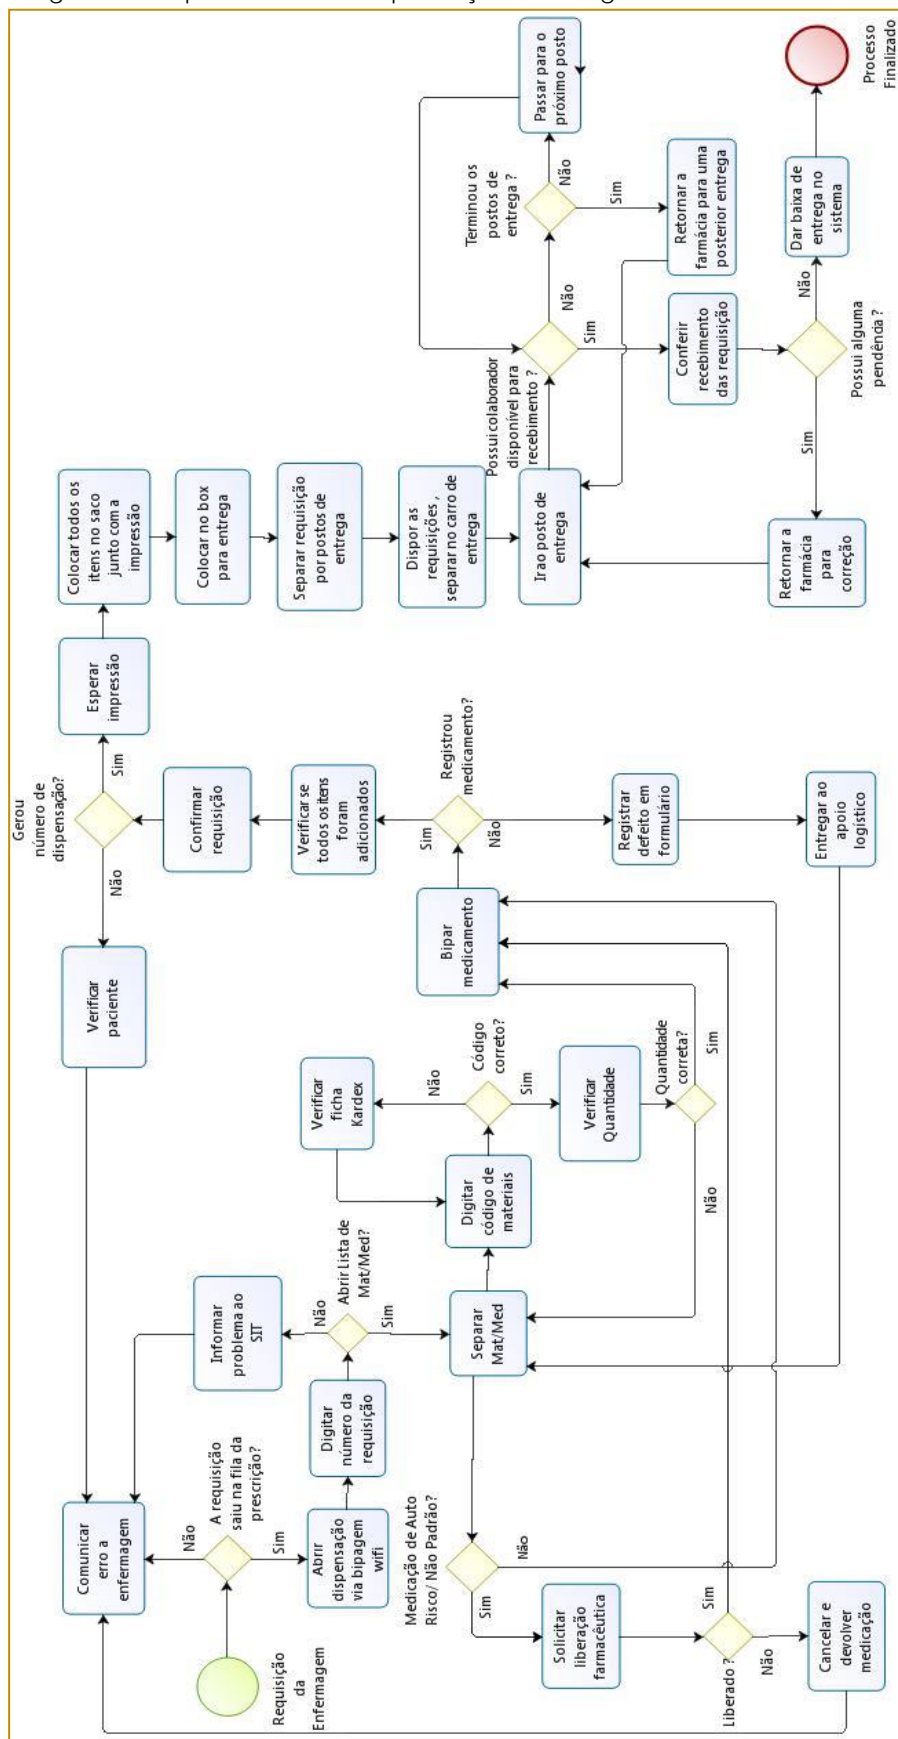 Requisição
da
Enfermagem
A requisição
saiu na fila da
prescrição?
Não
Sim
Comunicar
erro a
enfermagem
Abrir
dispensação
via bipagem
wifi
Digitar
número da
requisição
Abrir Lista de
Mat/Med?
Não
Sim
Informar
problema ao
SIT
Separar
Mat/Med
Medicação de Auto
Risco/ Não Padrão?
Sim
Não
Solicitar
liberação
farmacêutica
Liberado ?
Sim
Não
Cancelar e
devolver
medicação
Digitar
código de
materiais
Código
correto?
Não
Sim
Verificar
ficha
Kardex
Verificar
Quantidade
Quantidade
correta?
Não
Sim
Bipar
medicamento
Registrou
medicamento?
Sim
Não
Registrar
defeito em
formulário
Entregar ao
apoio
logístico
Verificar se
todos os itens
foram
adicionados
Confirmar
requisição
Gerou
número de
dispensação?
Não
Sim
Verificar
paciente
Esperar
impressão
Colocar todos os
itens no saco
junto com a
impressão
Colocar no box
para entrega
Separar requisição
por postos de
entrega
Dispor as
requisições ,
separar no carro de
entrega
Ir ao posto de
entrega
Possui colaborador
disponível para
recebimento ?
Não
Sim
Terminou os
postos de
entrega ?
Não
Sim
Passar para o
próximo posto
Retornar a
farmácia para uma
posterior entrega
Conferir
recebimento
das requisição
Possui alguma
pendênda ?
Sim
Não
Retornar a
farmácia
para
correção
Dar baixa de
entrega no
sistema
Processo
Finalizado